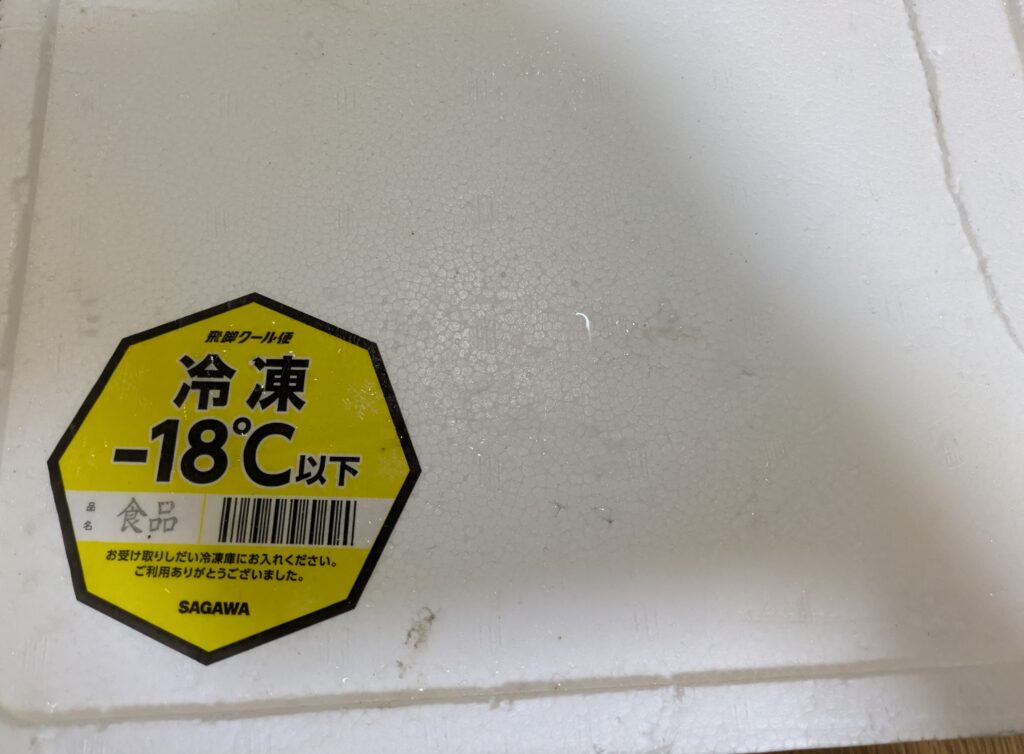 飛脚クール便
冷凍
-18℃以下
品名 食品
お受け取りしだい冷凍庫にお入れください。
ご利用ありがとうございました。
SAGAWA